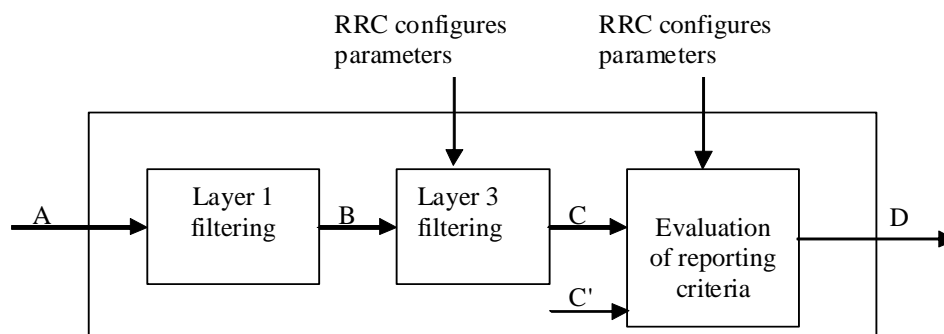 RRC configures
parameters
RRC configures
parameters
Layer 1
filtering
Layer 3
filtering
Evaluation
of reporting
criteria
A
B
C
C'
D